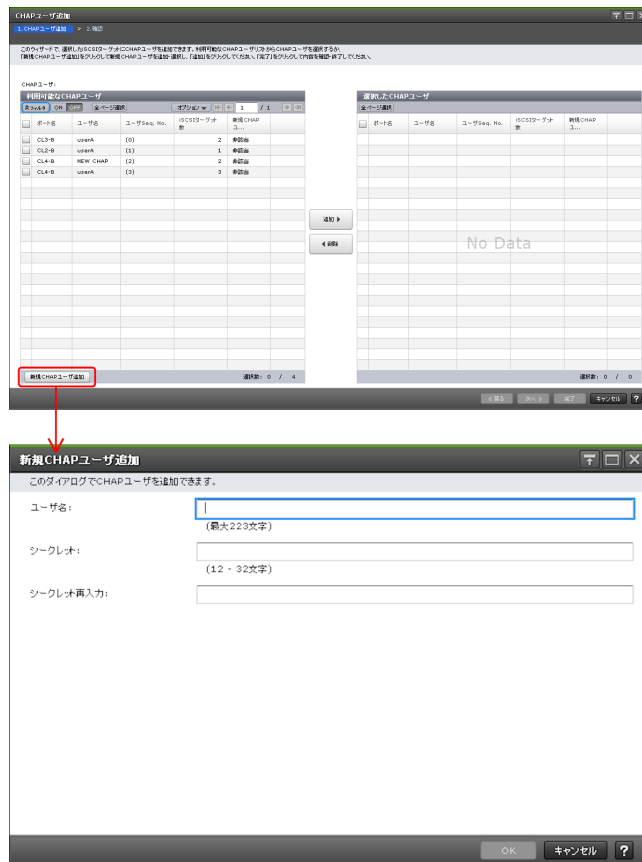 CHAPユーザ追加
1.CHAPユーザ追加 > 2.確認
このウィザードで、選択したiSCSIターゲットにCHAPユーザを追加できます。利用可能なCHAPユーザリストからCHAPユーザを選択するか、
「新規CHAPユーザ追加」をクリックして新規CHAPユーザを追加・選択し、「追加」をクリックしてください。「完了」をクリックして内容を確認・終了してください。
CHAPユーザ:
利用可能なCHAPユーザ
表フィルタ ON OFF 全ページ選択 オプション 1 / 1
ポート名 ユーザ名 ユーザSeq. No. iSCSIターゲット数 新規CHAPユ...
CL3-B userA (0) 2 非該当
CL2-B userA (1) 1 非該当
CL4-B NEW CHAP (2) 2 非該当
CL4-B userA (3) 3 非該当
新規CHAPユーザ追加 選択数: 0 / 4
追加
削除
選択したCHAPユーザ
全ページ選択
ポート名 ユーザ名 ユーザSeq. No. iSCSIターゲット数 新規CHAPユ...
No Data
選択数: 0 / 0
戻る 次へ 完了 キャンセル ?
新規CHAPユーザ追加
このダイアログでCHAPユーザを追加できます。
ユーザ名:
(最大223文字)
シークレット:
(12 - 32文字)
シークレット再入力:
OK キャンセル ?